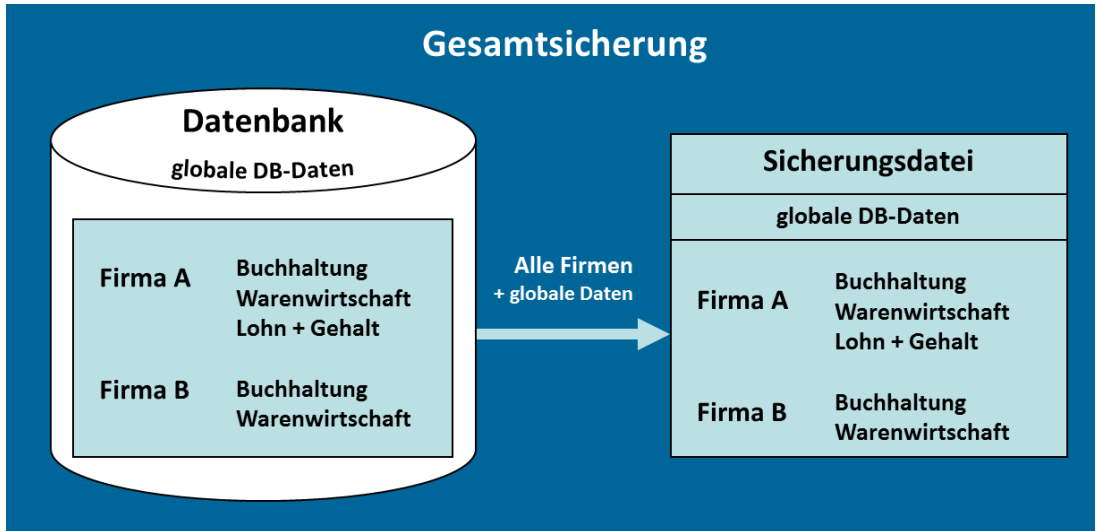 Gesamtsicherung
Datenbank
globale DB-Daten
Firma A
Buchhaltung
Warenwirtschaft
Lohn + Gehalt
Firma B
Buchhaltung
Warenwirtschaft
Alle Firmen
+ globale Daten
Sicherungsdatei
globale DB-Daten
Firma A
Buchhaltung
Warenwirtschaft
Lohn + Gehalt
Firma B
Buchhaltung
Warenwirtschaft